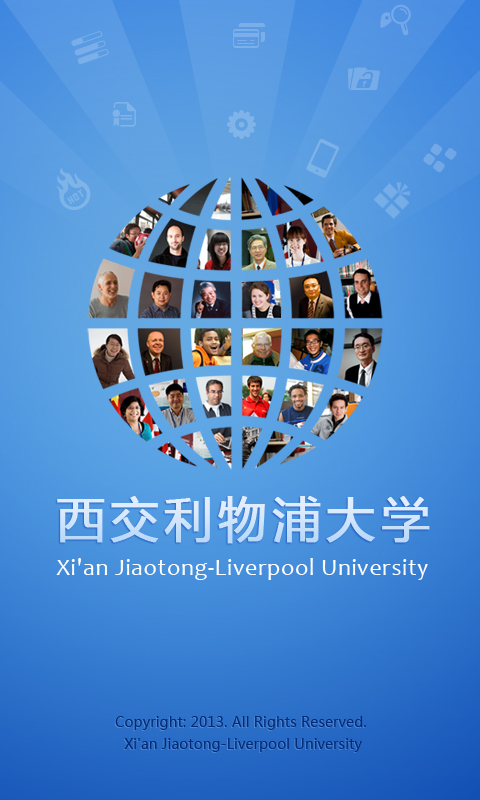 HOT
西交利物浦大学
Xi'an Jiaotong-Liverpool University
Copyright: 2013. All Rights Reserved.
Xi'an Jiaotong-Liverpool University